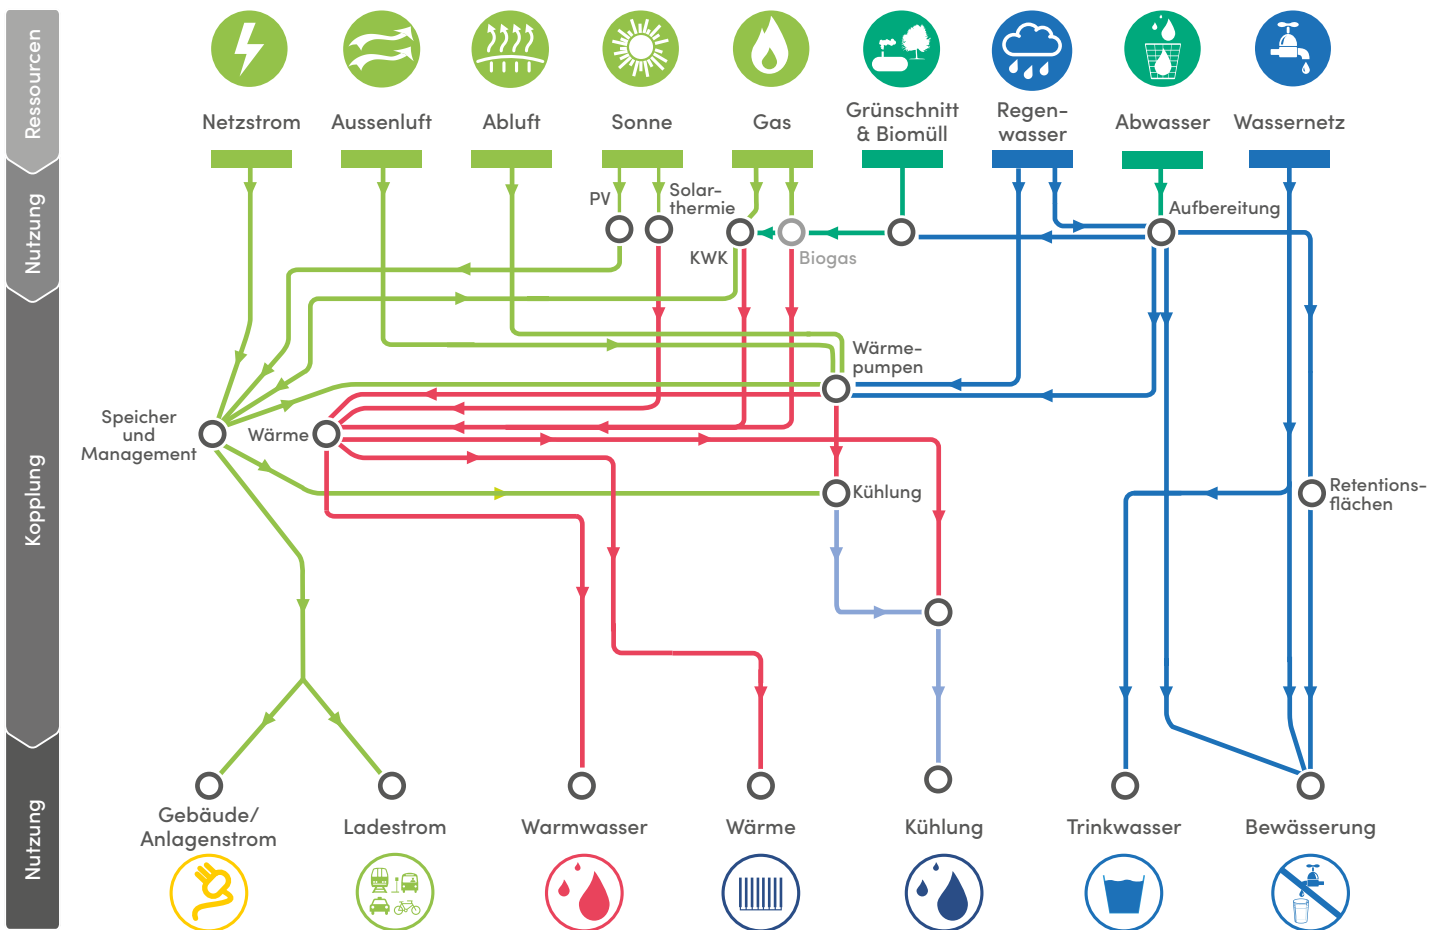 Ressourcen
Netzstrom
Aussenluft
Abluft
Sonne
Gas
Grünschnitt
& Biomüll
Regen-
wasser
Abwasser
Wassernetz
Nutzung
PV
Solar-
thermie
KWK
Biogas
Aufbereitung
Kopplung
Wärme-
pumpen
Speicher
und
Management
Wärme
Kühlung
Retentions-
flächen
Nutzung
Gebäude/
Anlagenstrom
Ladestrom
Warmwasser
Wärme
Kühlung
Trinkwasser
Bewässerung